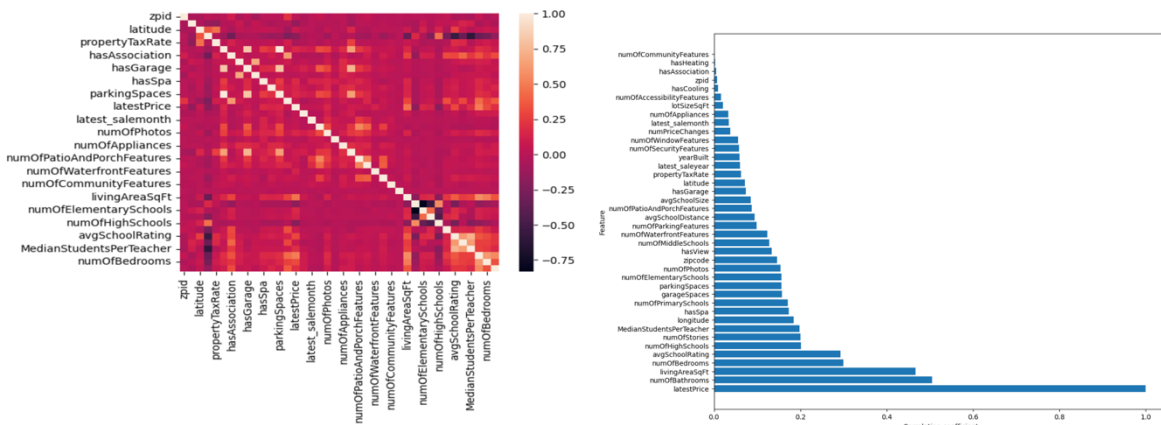 zpid
latitude
propertyTaxRate
hasAssociation
hasGarage
hasSpa
parkingSpaces
latestPrice
latest_salemonth
numOfPhotos
numOfAppliances
numOfPatioAndPorchFeatures
numOfWaterfrontFeatures
numOfCommunityFeatures
livingAreaSqFt
numOfElementarySchools
numOfHighSchools
avgSchoolRating
MedianStudentsPerTeacher
numOfBedrooms
zpid
latitude
propertyTaxRate
hasAssociation
hasGarage
hasSpa
parkingSpaces
latestPrice
latest_salemonth
numOfPhotos
numOfAppliances
numOfPatioAndPorchFeatures
numOfWaterfrontFeatures
numOfCommunityFeatures
livingAreaSqFt
numOfElementarySchools
numOfHighSchools
avgSchoolRating
MedianStudentsPerTeacher
numOfBedrooms
1.00
0.75
0.50
0.25
0.00
−0.25
−0.50
−0.75
Feature
numOfCommunityFeatures
hasHeating
hasAssociation
zpid
hasCooling
numOfAccessibilityFeatures
lotSizeSqFt
numOfAppliances
latest_salemonth
numPriceChanges
numOfWindowFeatures
numOfSecurityFeatures
yearBuilt
latest_saleyear
propertyTaxRate
latitude
hasGarage
avgSchoolSize
numOfPatioAndPorchFeatures
avgSchoolDistance
numOfParkingFeatures
numOfWaterfrontFeatures
numOfMiddleSchools
hasView
zipcode
numOfPhotos
numOfElementarySchools
parkingSpaces
garageSpaces
numOfPrimarySchools
hasSpa
longitude
MedianStudentsPerTeacher
numOfStories
numOfHighSchools
avgSchoolRating
numOfBedrooms
livingAreaSqFt
numOfBathrooms
latestPrice
0.0
0.2
0.4
0.6
0.8
1.0